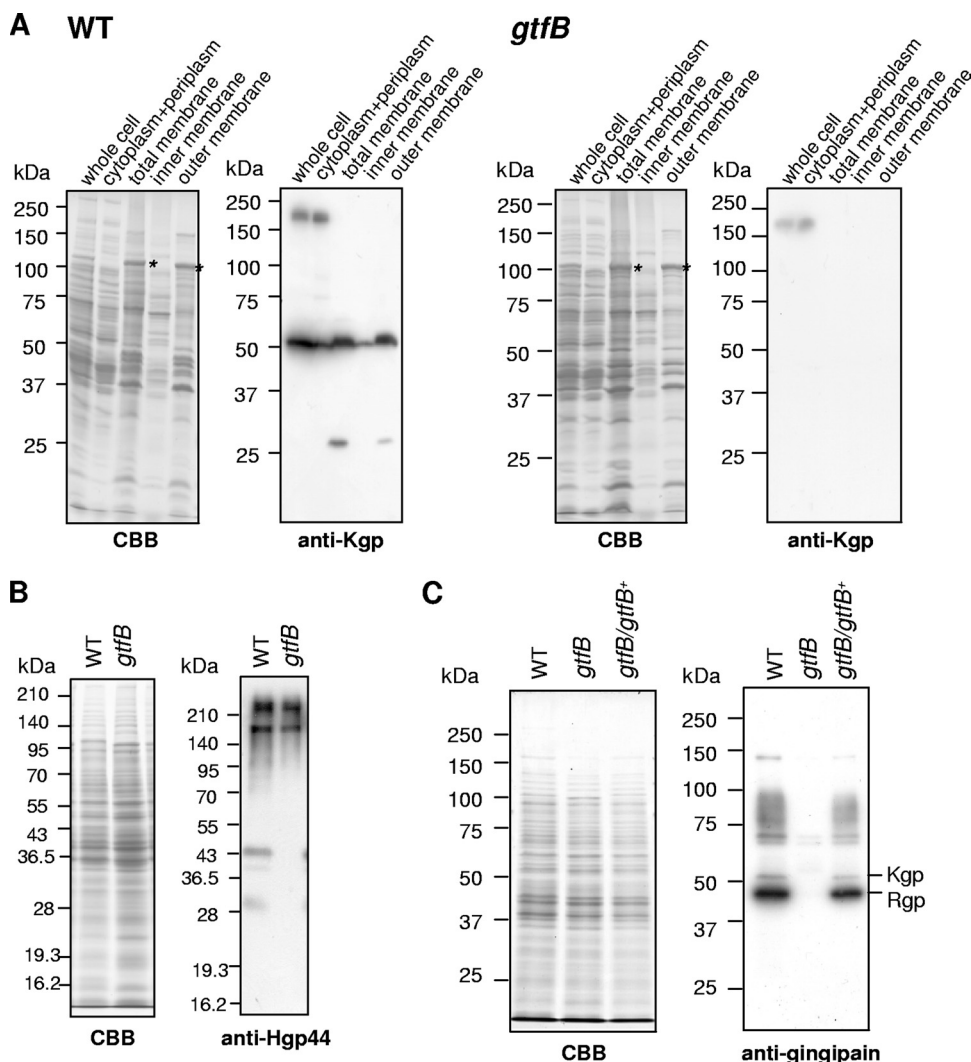 A WT gtfB
whole cell
cytoplasm+periplasm
total membrane
inner membrane
outer membrane
whole cell
cytoplasm+periplasm
total membrane
inner membrane
outer membrane
whole cell
cytoplasm+periplasm
total membrane
inner membrane
outer membrane
whole cell
cytoplasm+periplasm
total membrane
inner membrane
outer membrane
kDa
250
150
100
75
50
37
25
* *
CBB
kDa
250
150
100
75
50
37
25
anti-Kgp
kDa
250
150
100
75
50
37
25
* *
CBB
kDa
250
150
100
75
50
37
25
anti-Kgp
B
WT gtfB
kDa
210
140
95
70
55
43
36.5
28
19.3
16.2
CBB
WT gtfB
kDa
210
140
95
70
55
43
36.5
28
19.3
16.2
anti-Hgp44
C
WT gtfB gtfB/gtfB+
kDa
250
150
100
75
50
37
25
CBB
WT gtfB gtfB/gtfB+
kDa
250
150
100
75
50
37
25
Kgp
Rgp
anti-gingipain